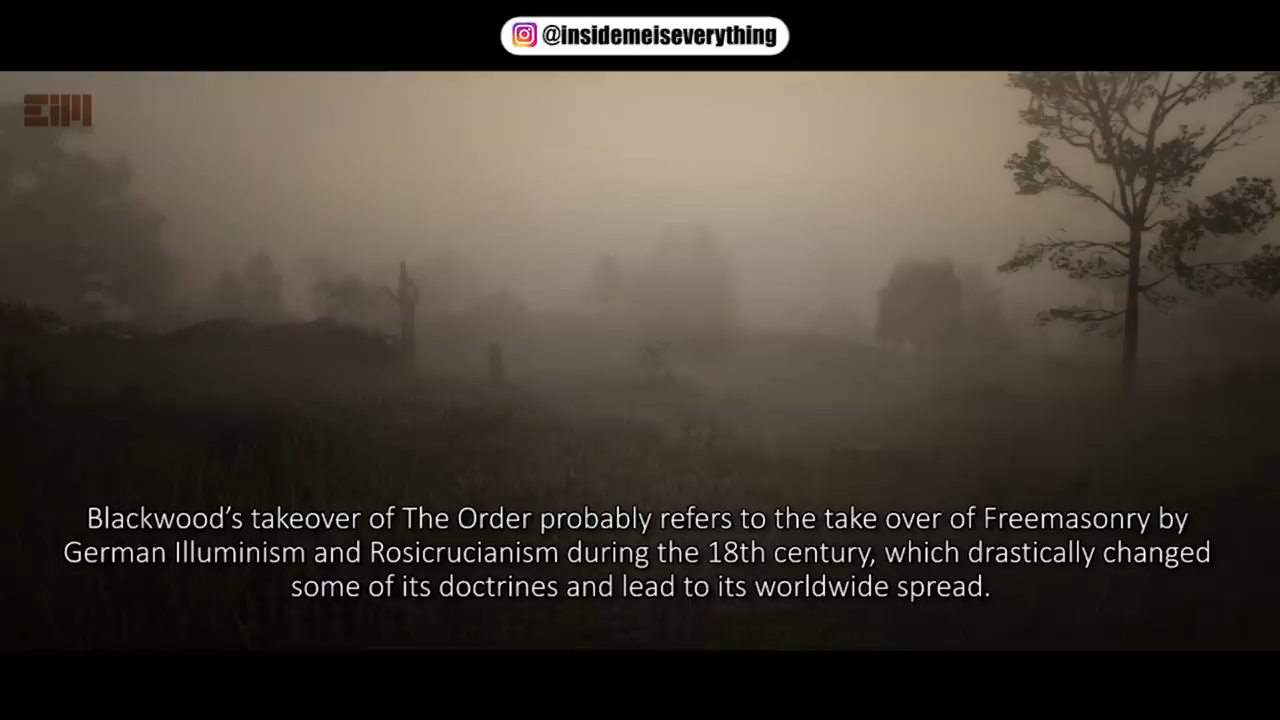 @insidemeiseverything
EIM
Blackwood's takeover of The Order probably refers to the take over of Freemasonry by
German Illuminism and Rosicrucianism during the 18th century, which drastically changed
some of its doctrines and lead to its worldwide spread.